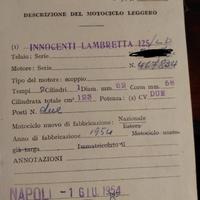 DESCRIZIONE DEL MOTOCICLO LEGGERO
(1) INNOCENTI LAMBRETTA 125/
Telaio: Serie N.
Motore: Serie N.
Tipo del motore: scoppio
Tempi 2 Cilindri 1 Diam. mm 52 Corsa mm 58
Cilindrata totale cm³ 123 Potenza (a) CV DUE
Posti N. due
Motociclo nuovo di fabbricazione: Nazionale
Estera
Anno di fabbricazione 1954 Motociclo usato
già targa Immatricolato il
ANNOTAZIONI
NAPOLI -1 GIU 1954